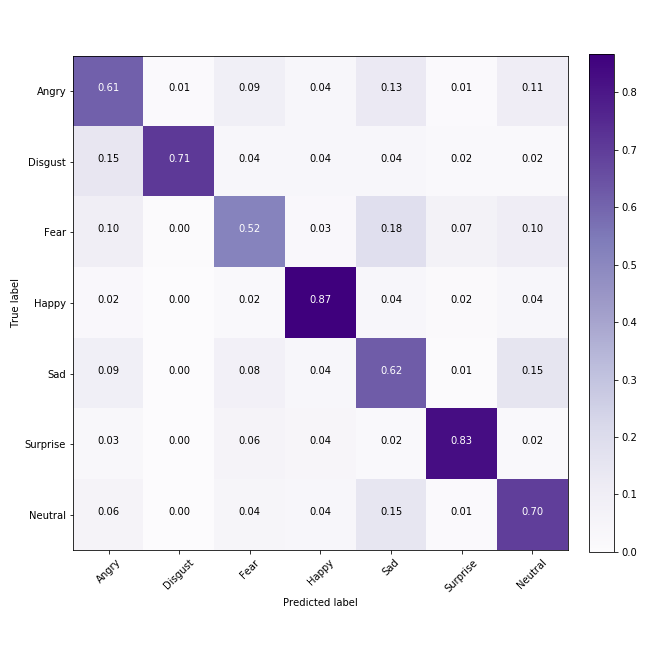 Angry 0.61 0.01 0.09 0.04 0.13 0.01 0.11
Disgust 0.15 0.71 0.04 0.04 0.04 0.02 0.02
Fear 0.10 0.00 0.52 0.03 0.18 0.07 0.10
Happy 0.02 0.00 0.02 0.87 0.04 0.02 0.04
Sad 0.09 0.00 0.08 0.04 0.62 0.01 0.15
Surprise 0.03 0.00 0.06 0.04 0.02 0.83 0.02
Neutral 0.06 0.00 0.04 0.04 0.15 0.01 0.70
Angry Disgust Fear Happy Sad Surprise Neutral
Predicted label
True label
0.8
0.7
0.6
0.5
0.4
0.3
0.2
0.1
0.0